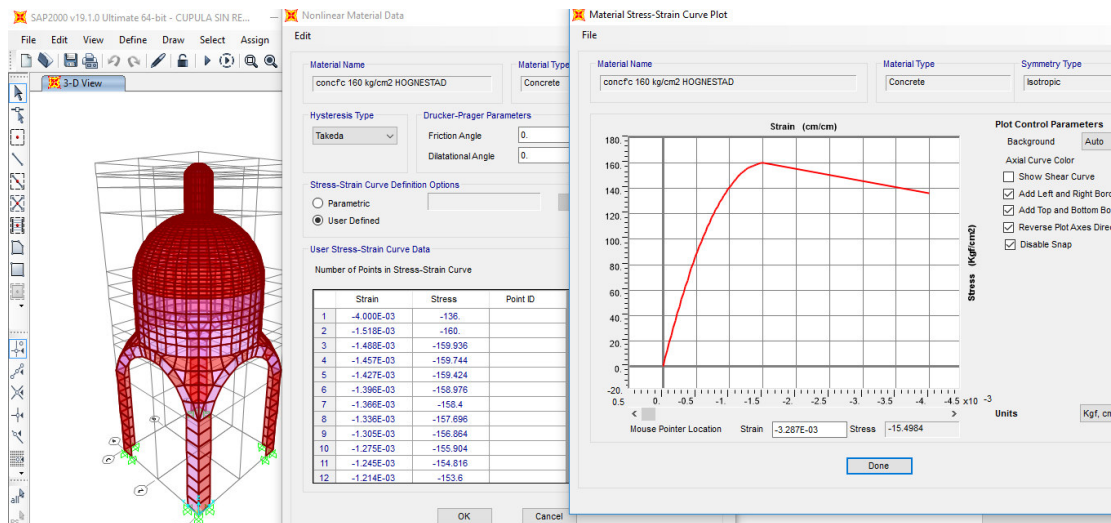 SAP2000 v19.1.0 Ultimate 64-bit - CUPULA SIN RE...
File Edit View Define Draw Select Assign
3-D View
all
Nonlinear Material Data
Edit
Material Name
Material Type
concf'c 160 kg/cm2 HOGNESTAD
Concrete
Hysteresis Type
Drucker-Prager Parameters
Takeda
Friction Angle
0.
Dilatational Angle
0.
Stress-Strain Curve Definition Options
Parametric
User Defined
User Stress-Strain Curve Data
Number of Points in Stress-Strain Curve
Strain Stress Point ID
1 -4.000E-03 -136.
2 -1.518E-03 -160.
3 -1.488E-03 -159.936
4 -1.457E-03 -159.744
5 -1.427E-03 -159.424
6 -1.396E-03 -158.976
7 -1.366E-03 -158.4
8 -1.336E-03 -157.696
9 -1.305E-03 -156.864
10 -1.275E-03 -155.904
11 -1.245E-03 -154.816
12 -1.214E-03 -153.6
OK Cancel
Material Stress-Strain Curve Plot
File
Material Name
Material Type
Symmetry Type
concf'c 160 kg/cm2 HOGNESTAD
Concrete
Isotropic
Strain (cm/cm)
180.
160.
140.
120.
100.
80.
60.
40.
20.
0.
-20.
0.5 0. -0.5 -1. -1.5 -2. -2.5 -3. -3.5 -4. -4.5 x10 -3
Stress (Kgf/cm2)
Plot Control Parameters
Background Auto
Axial Curve Color
Show Shear Curve
Add Left and Right Bord
Add Top and Bottom Bo
Reverse Plot Axes Direc
Disable Snap
Units Kgf, cm
Mouse Pointer Location Strain -3.287E-03 Stress -15.4984
Done